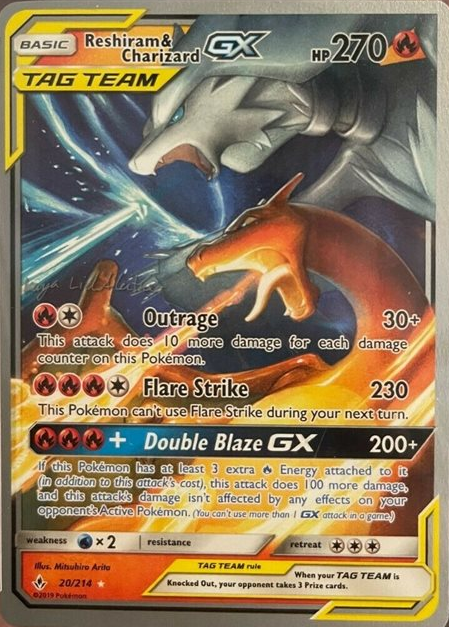 BASIC
Reshiram&
Charizard GX HP 270
TAG TEAM
Outrage 30+
This attack does 10 more damage for each damage
counter on this Pokémon.
Flare Strike 230
This Pokémon can't use Flare Strike during your next turn.
+ Double Blaze GX 200+
If this Pokémon has at least 3 extra Energy attached to it
(in addition to this attack's cost), this attack does 100 more damage,
and this attack's damage isn't affected by any effects on your
opponent's Active Pokémon. (You can't use more than 1 GX attack in a game.)
weakness ×2 resistance retreat
Illus. Mitsuhiro Arita
20/214
©2019 Pokémon
TAG TEAM rule
When your TAG TEAM is
Knocked Out, your opponent takes 3 Prize cards.